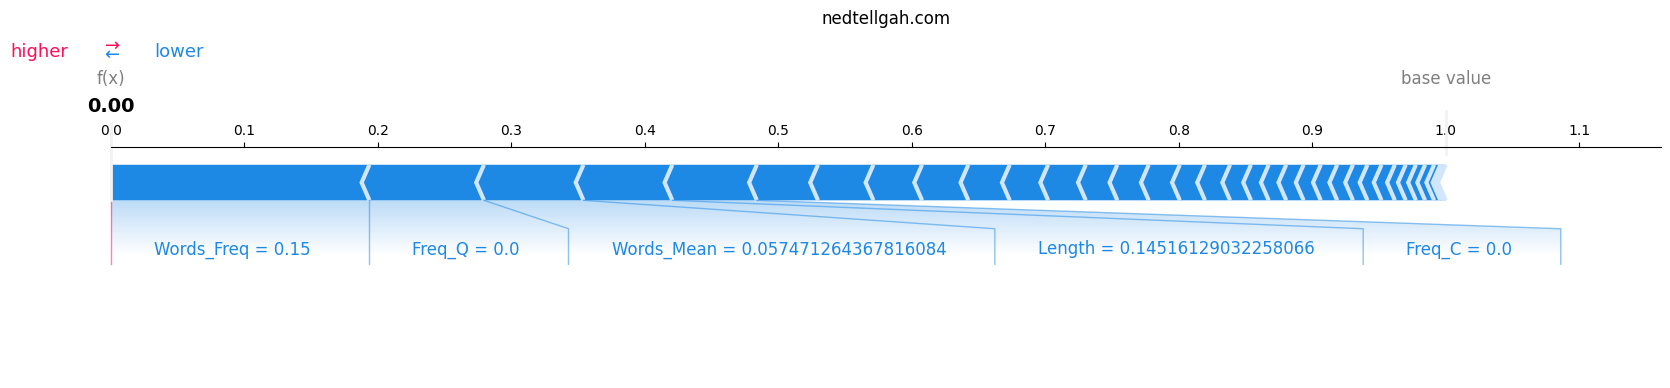 nedtellgah.com
higher → ← lower
f(x) base value
0.00
0.0 0.1 0.2 0.3 0.4 0.5 0.6 0.7 0.8 0.9 1.0 1.1
Words_Freq = 0.15 Freq_Q = 0.0 Words_Mean = 0.057471264367816084 Length = 0.14516129032258066 Freq_C = 0.0